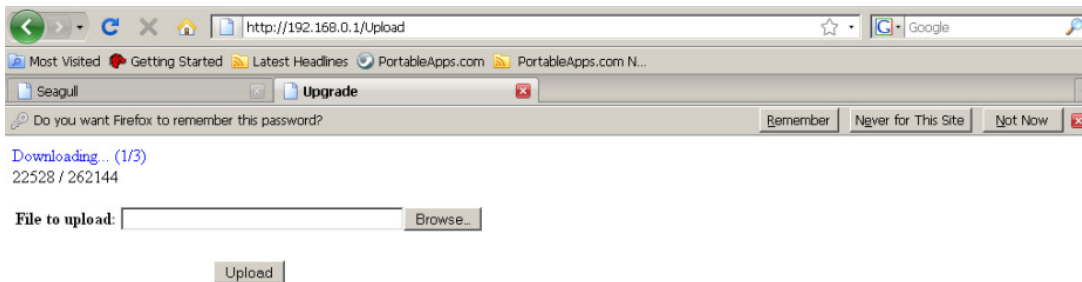 http://192.168.0.1/Upload
Google
Most Visited Getting Started Latest Headlines PortableApps.com PortableApps.com N...
Seagull Upgrade
Do you want Firefox to remember this password? Remember Never for This Site Not Now
Downloading... (1/3)
22528 / 262144
File to upload: Browse...
Upload